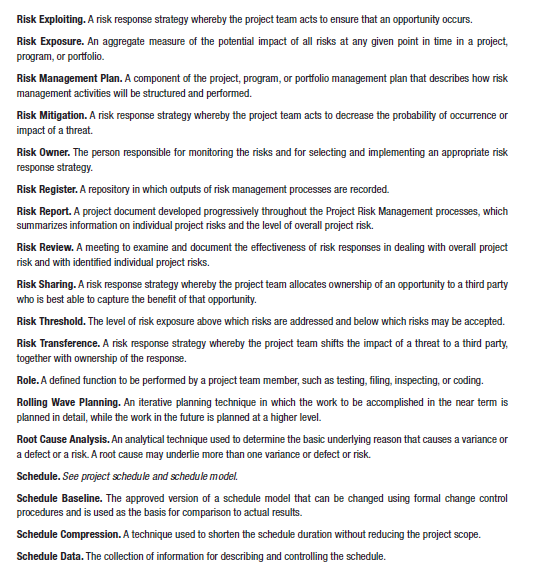 Risk Exploiting. A risk response strategy whereby the project team acts to ensure that an opportunity occurs.
Risk Exposure. An aggregate measure of the potential impact of all risks at any given point in time in a project,
program, or portfolio.
Risk Management Plan. A component of the project, program, or portfolio management plan that describes how risk
management activities will be structured and performed.
Risk Mitigation. A risk response strategy whereby the project team acts to decrease the probability of occurrence or
impact of a threat.
Risk Owner. The person responsible for monitoring the risks and for selecting and implementing an appropriate risk
response strategy.
Risk Register. A repository in which outputs of risk management processes are recorded.
Risk Report. A project document developed progressively throughout the Project Risk Management processes, which
summarizes information on individual project risks and the level of overall project risk.
Risk Review. A meeting to examine and document the effectiveness of risk responses in dealing with overall project
risk and with identified individual project risks.
Risk Sharing. A risk response strategy whereby the project team allocates ownership of an opportunity to a third party
who is best able to capture the benefit of that opportunity.
Risk Threshold. The level of risk exposure above which risks are addressed and below which risks may be accepted.
Risk Transference. A risk response strategy whereby the project team shifts the impact of a threat to a third party,
together with ownership of the response.
Role. A defined function to be performed by a project team member, such as testing, filing, inspecting, or coding.
Rolling Wave Planning. An iterative planning technique in which the work to be accomplished in the near term is
planned in detail, while the work in the future is planned at a higher level.
Root Cause Analysis. An analytical technique used to determine the basic underlying reason that causes a variance or
a defect or a risk. A root cause may underlie more than one variance or defect or risk.
Schedule. See project schedule and schedule model.
Schedule Baseline. The approved version of a schedule model that can be changed using formal change control
procedures and is used as the basis for comparison to actual results.
Schedule Compression. A technique used to shorten the schedule duration without reducing the project scope.
Schedule Data. The collection of information for describing and controlling the schedule.